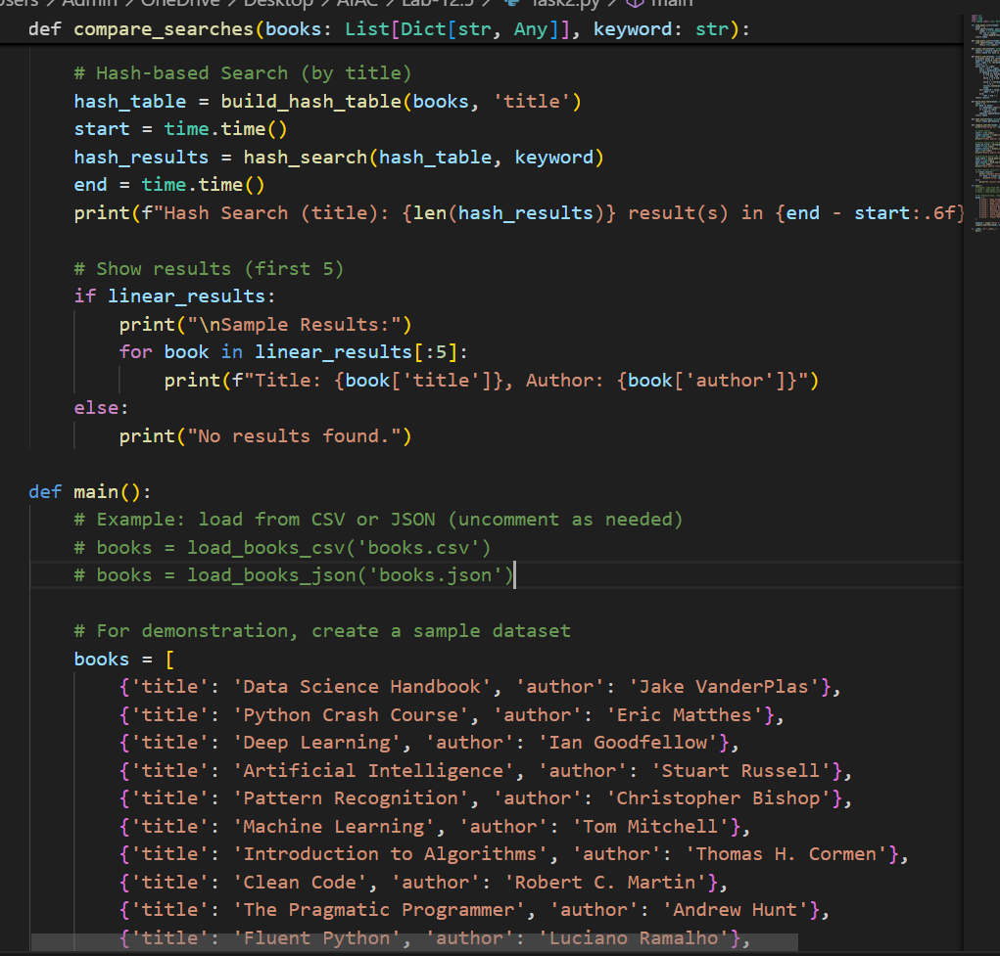 Users > Admin > OneDrive > Desktop > AIAC > Lab-12.5 > Task2.py > main
def compare_searches(books: List[Dict[str, Any]], keyword: str):
# Hash-based Search (by title)
hash_table = build_hash_table(books, 'title')
start = time.time()
hash_results = hash_search(hash_table, keyword)
end = time.time()
print(f"Hash Search (title): {len(hash_results)} result(s) in {end - start:.6f}
# Show results (first 5)
if linear_results:
print("\nSample Results:")
for book in linear_results[:5]:
print(f"Title: {book['title']}, Author: {book['author']}")
else:
print("No results found.")
def main():
# Example: load from CSV or JSON (uncomment as needed)
# books = load_books_csv('books.csv')
# books = load_books_json('books.json')
# For demonstration, create a sample dataset
books = [
{'title': 'Data Science Handbook', 'author': 'Jake VanderPlas'},
{'title': 'Python Crash Course', 'author': 'Eric Matthes'},
{'title': 'Deep Learning', 'author': 'Ian Goodfellow'},
{'title': 'Artificial Intelligence', 'author': 'Stuart Russell'},
{'title': 'Pattern Recognition', 'author': 'Christopher Bishop'},
{'title': 'Machine Learning', 'author': 'Tom Mitchell'},
{'title': 'Introduction to Algorithms', 'author': 'Thomas H. Cormen'},
{'title': 'Clean Code', 'author': 'Robert C. Martin'},
{'title': 'The Pragmatic Programmer', 'author': 'Andrew Hunt'},
{'title': 'Fluent Python', 'author': 'Luciano Ramalho'},